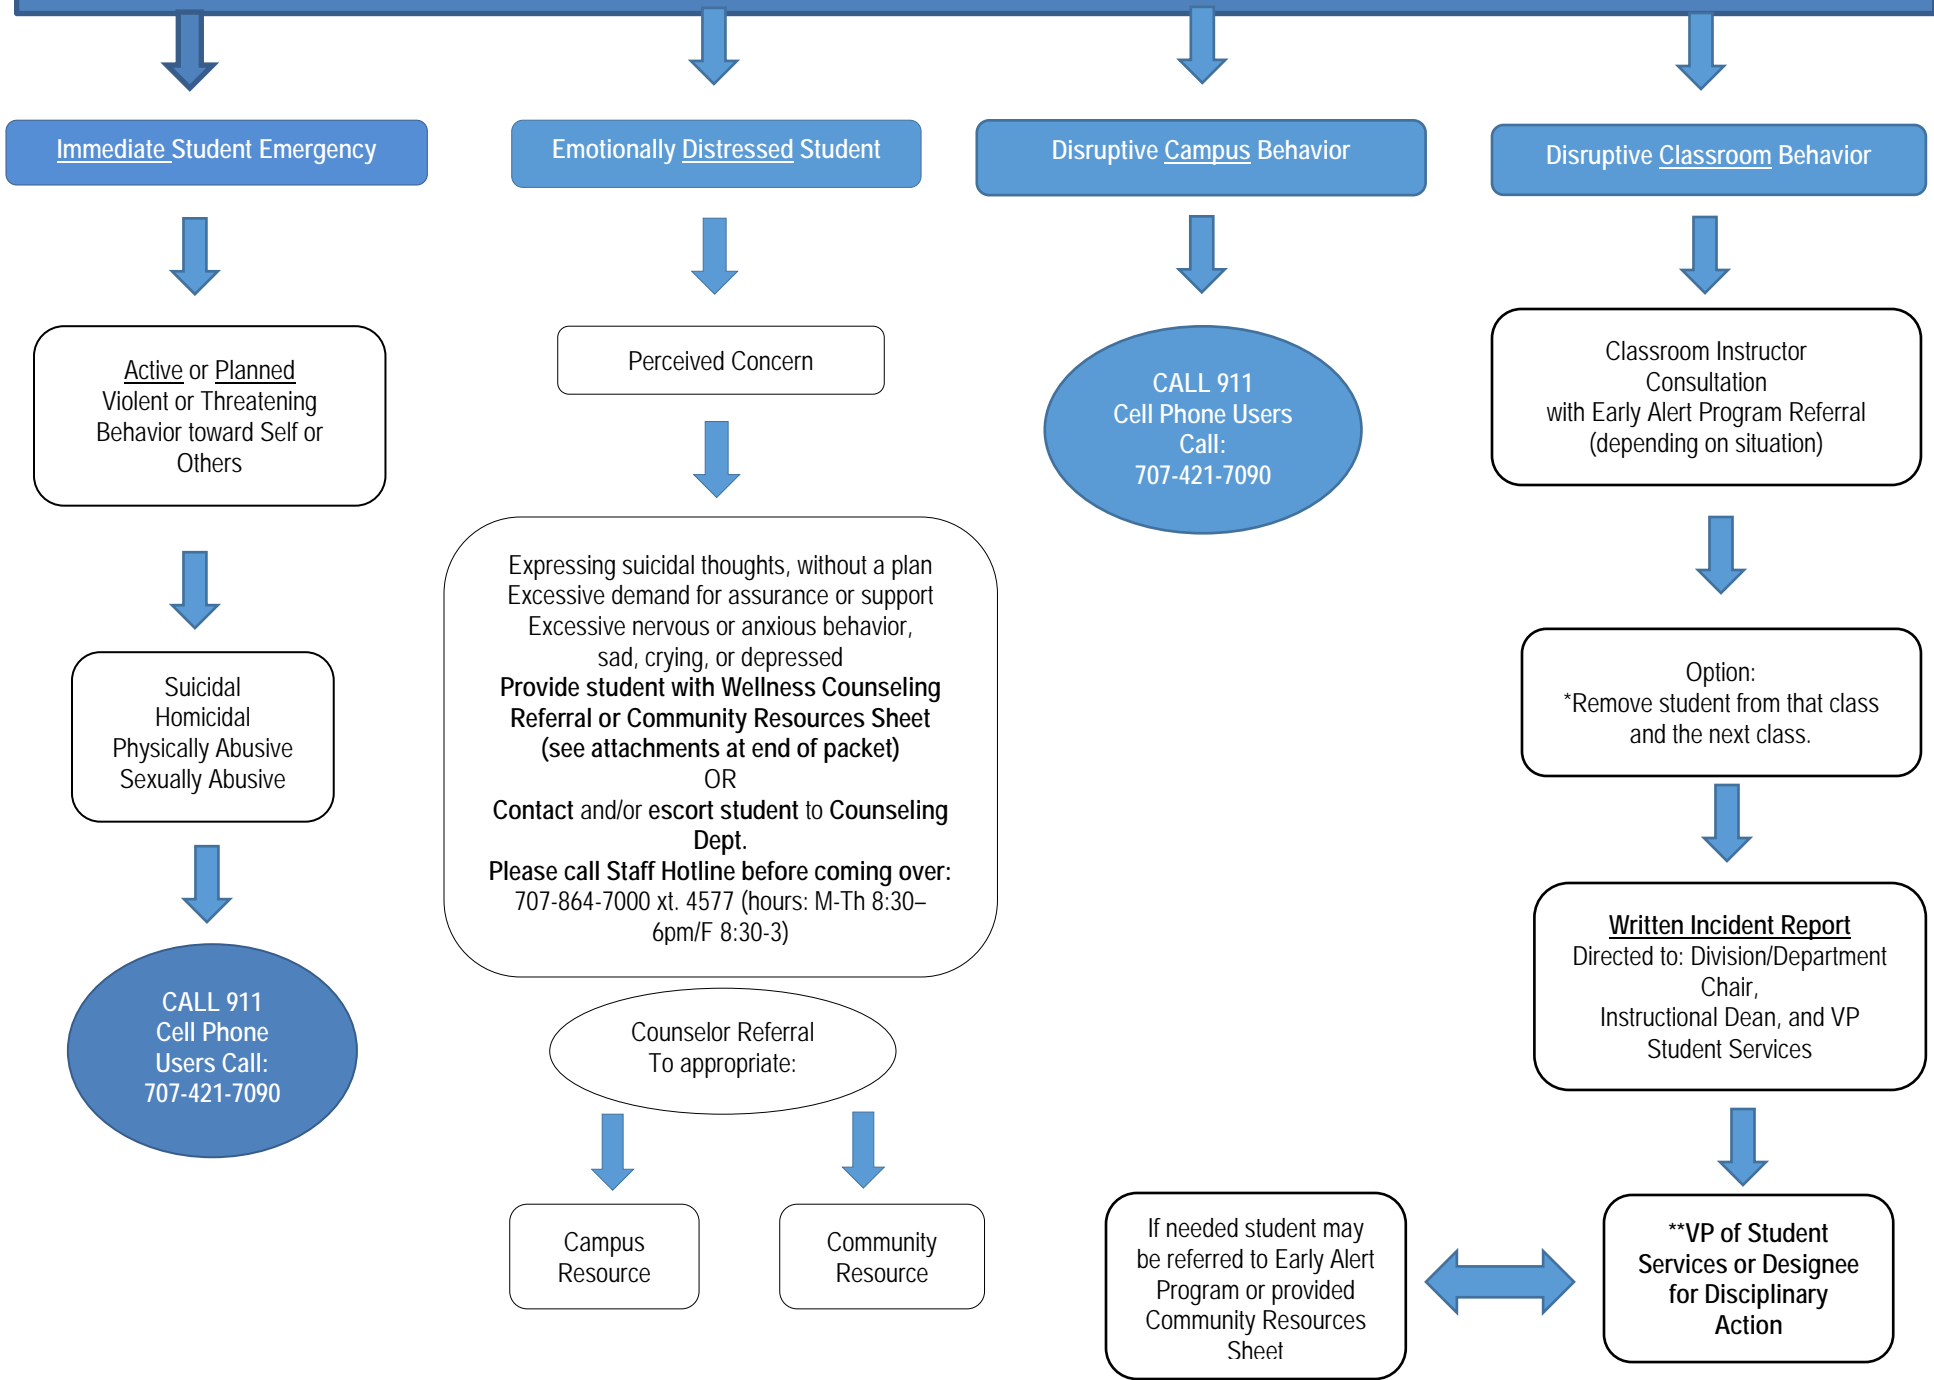 Immediate Student Emergency
Emotionally Distressed Student
Disruptive Campus Behavior
Disruptive Classroom Behavior
Active or Planned
Violent or Threatening
Behavior toward Self or
Others
Suicidal
Homicidal
Physically Abusive
Sexually Abusive
CALL 911
Cell Phone
Users Call:
707-421-7090
Perceived Concern
Expressing suicidal thoughts, without a plan
Excessive demand for assurance or support
Excessive nervous or anxious behavior,
sad, crying, or depressed
Provide student with Wellness Counseling
Referral or Community Resources Sheet
(see attachments at end of packet)
OR
Contact and/or escort student to Counseling
Dept.
Please call Staff Hotline before coming over:
707-864-7000 xt. 4577 (hours: M-Th 8:30–
6pm/F 8:30-3)
Counselor Referral
To appropriate:
Campus
Resource
Community
Resource
CALL 911
Cell Phone Users
Call:
707-421-7090
Classroom Instructor
Consultation
with Early Alert Program Referral
(depending on situation)
Option:
*Remove student from that class
and the next class.
Written Incident Report
Directed to: Division/Department
Chair,
Instructional Dean, and VP
Student Services
**VP of Student
Services or Designee
for Disciplinary
Action
If needed student may
be referred to Early Alert
Program or provided
Community Resources
Sheet